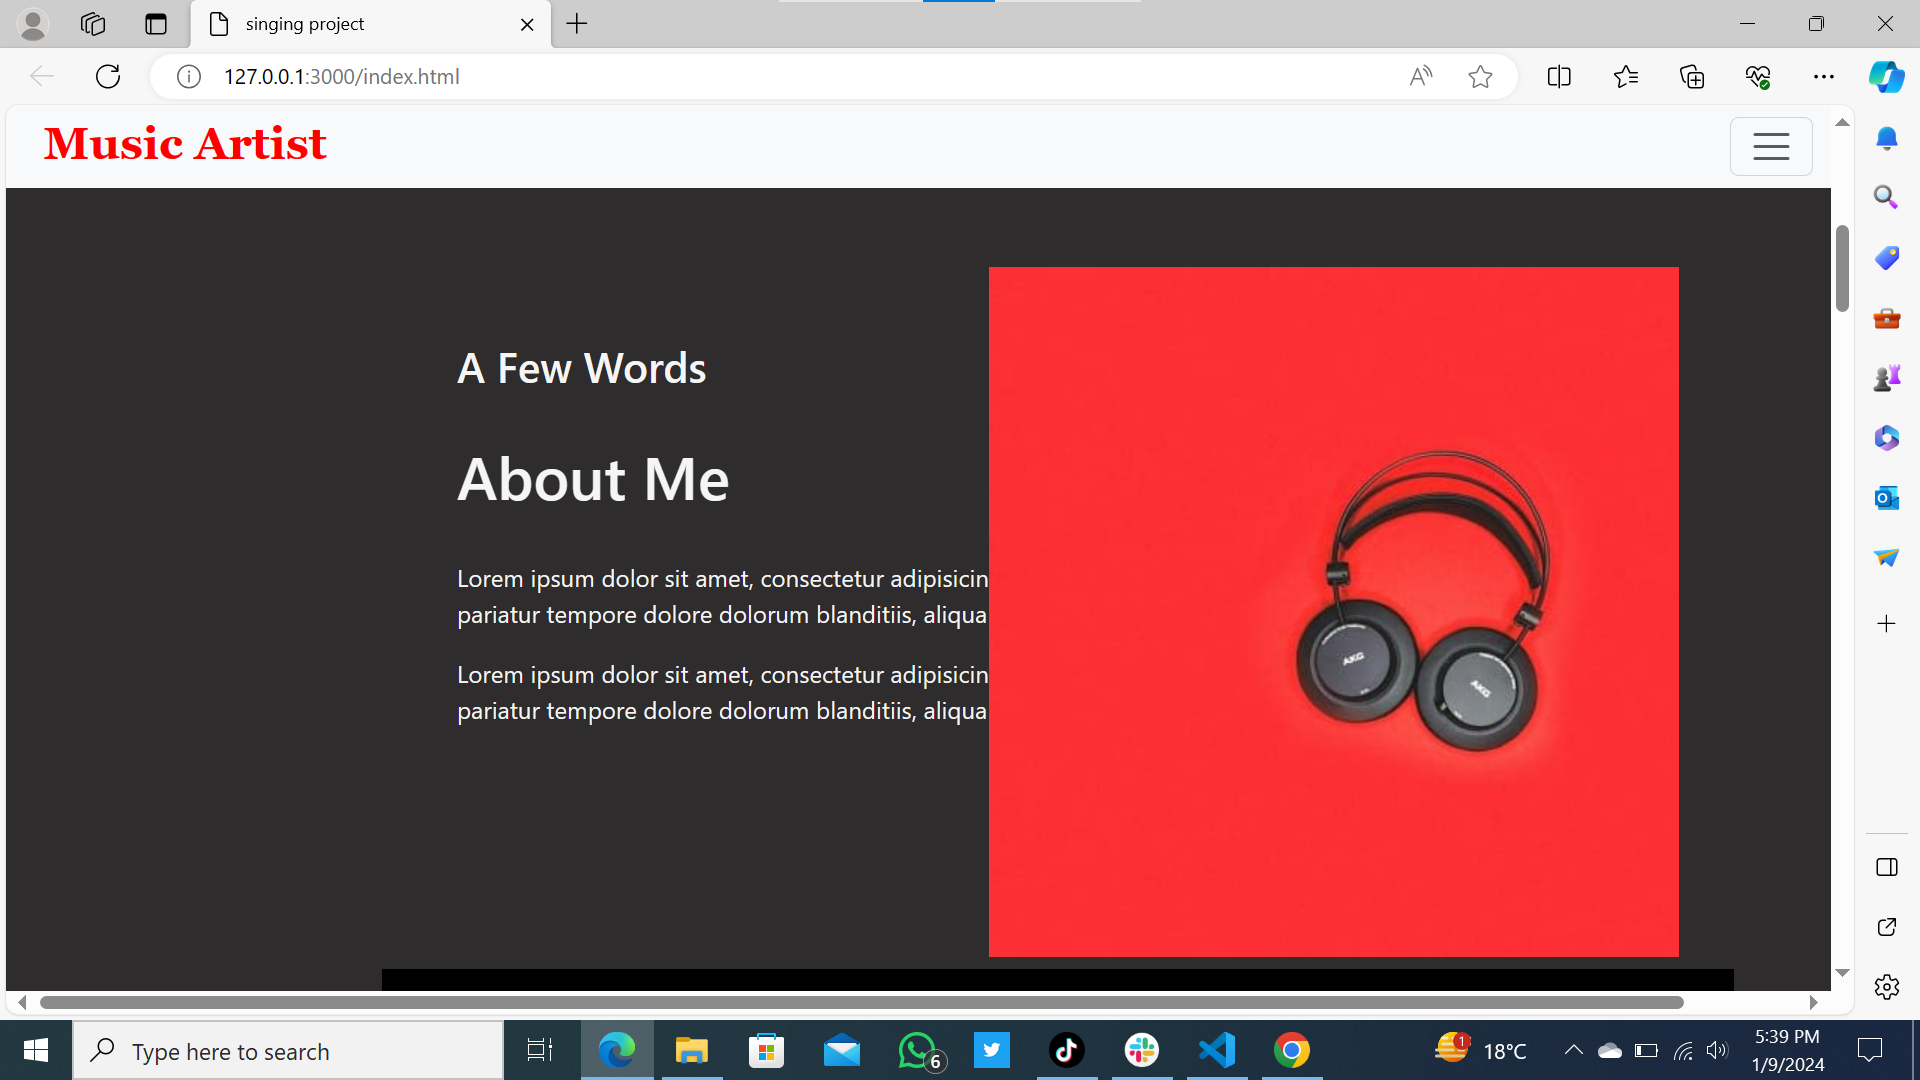 singing project
127.0.0.1:3000/index.html
Music Artist
A Few Words
About Me
Lorem ipsum dolor sit amet, consectetur adipisicin
pariatur tempore dolore dolorum blanditiis, aliqua
Lorem ipsum dolor sit amet, consectetur adipisicin
pariatur tempore dolore dolorum blanditiis, aliqua
AKG
AKG
Type here to search
6
1
18°C
5:39 PM
1/9/2024